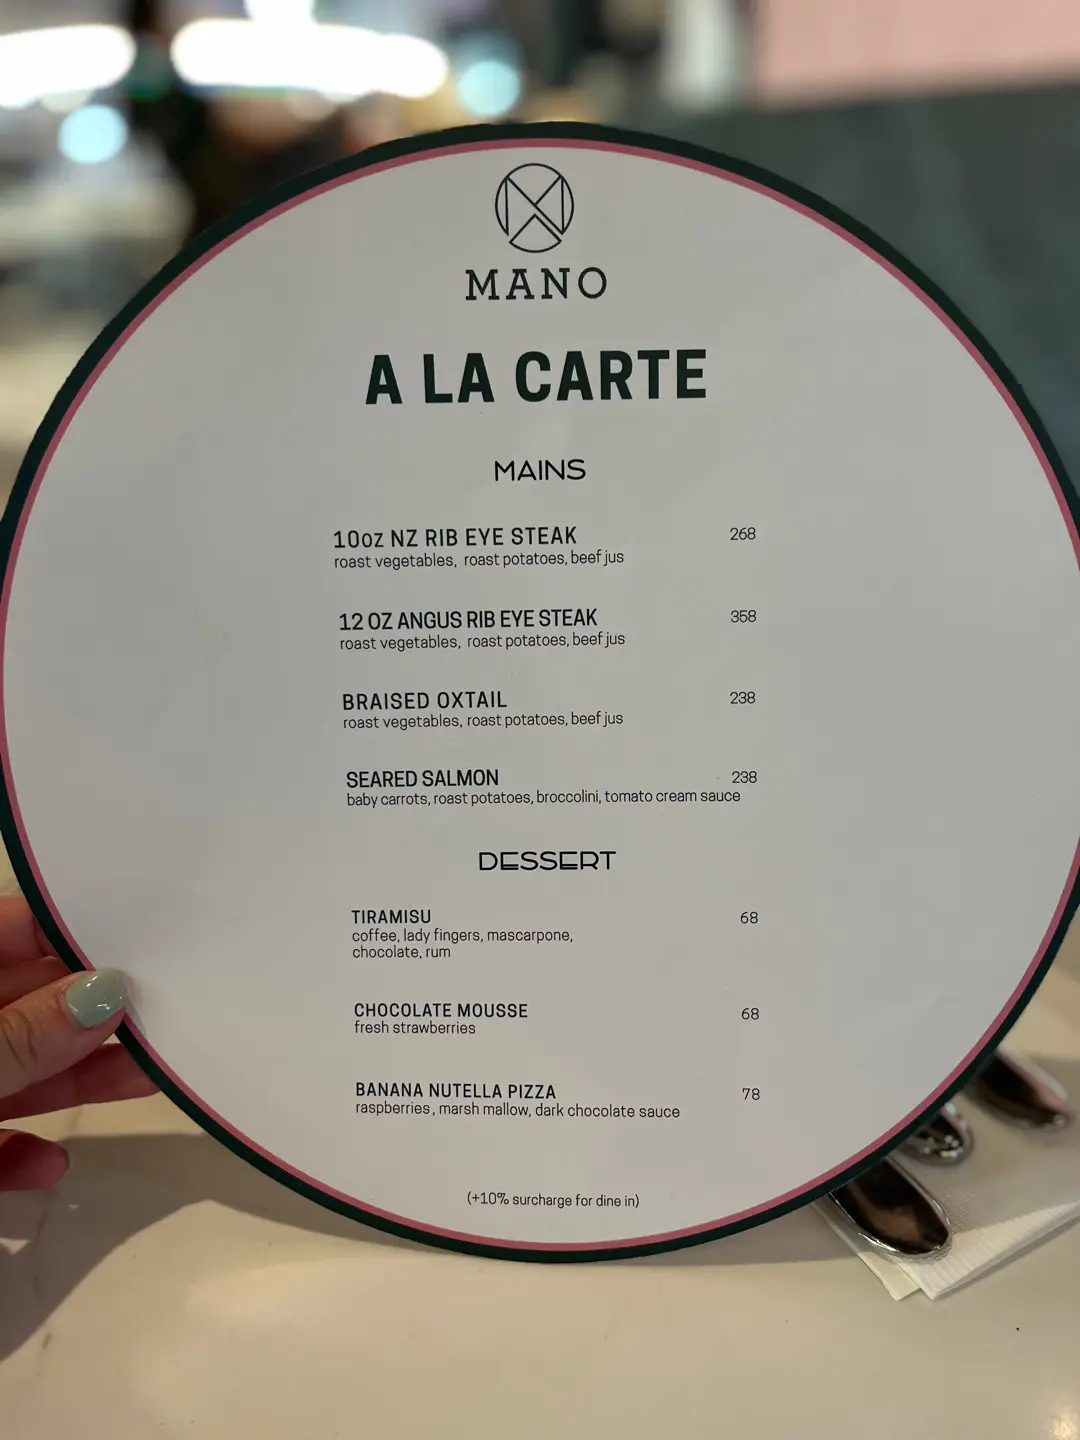 MANO
A LA CARTE
MAINS
10oz NZ RIB EYE STEAK 268
roast vegetables, roast potatoes, beef jus
12 OZ ANGUS RIB EYE STEAK 358
roast vegetables, roast potatoes, beef jus
BRAISED OXTAIL 238
roast vegetables, roast potatoes, beef jus
SEARED SALMON 238
baby carrots, roast potatoes, broccolini, tomato cream sauce
DESSERT
TIRAMISU 68
coffee, lady fingers, mascarpone,
chocolate, rum
CHOCOLATE MOUSSE 68
fresh strawberries
BANANA NUTELLA PIZZA 78
raspberries, marsh mallow, dark chocolate sauce
(+10% surcharge for dine in)